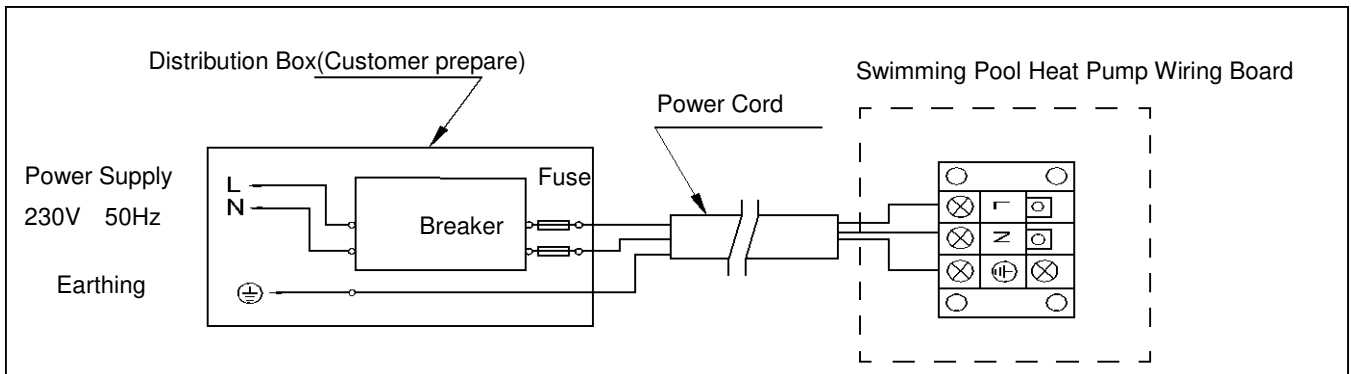 Distribution Box(Customer prepare)
Swimming Pool Heat Pump Wiring Board
Power Cord
Power Supply
230V 50Hz
Earthing
L
N
Breaker
Fuse
L
N